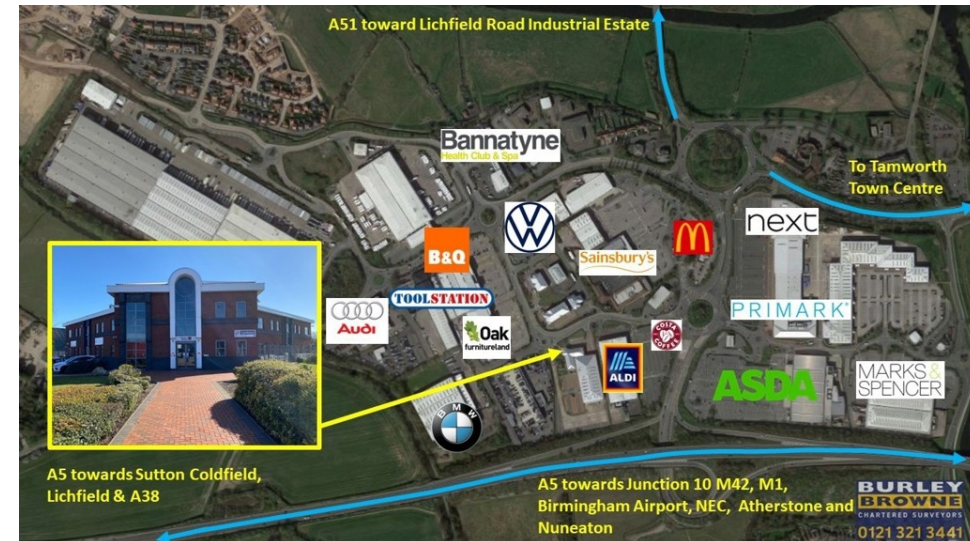 A51 toward Lichfield Road Industrial Estate
Bannatyne
Health Club & Spa
To Tamworth
Town Centre
next
B&Q
Sainsbury's
TOOLSTATION
Audi
Oak
furnitureland
PRIMARK
COSTA
COFFEE
ALDI
ASDA
MARKS&
SPENCER
BMW
A5 towards Sutton Coldfield,
Lichfield & A38
A5 towards Junction 10 M42, M1,
Birmingham Airport, NEC, Atherstone and
Nuneaton
BURLEY
BROWNE
CHARTERED SURVEYORS
0121 321 3441